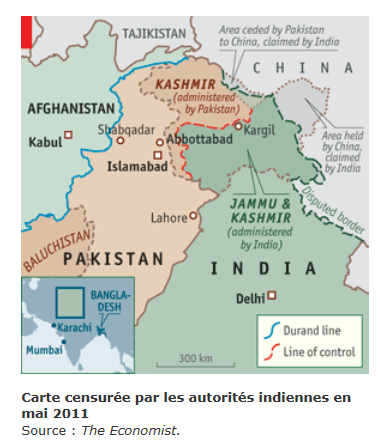 TAJIKISTAN
Area ceded by Pakistan
to China, claimed by India
CHINA
KASHMIR
(administered
by Pakistan)
AFGHANISTAN
Kabul
Shabqadar
Abbottabad
Kargil
Islamabad
Area held
by China,
claimed
by India
JAMMU &
KASHMIR
(administered
by India)
Disputed border
Lahore
BALUCHISTAN
PAKISTAN
INDIA
Delhi
BANGLA-
DESH
Karachi
Mumbai
300 km
Durand line
Line of control
Carte censurée par les autorités indiennes en
mai 2011
Source : The Economist.